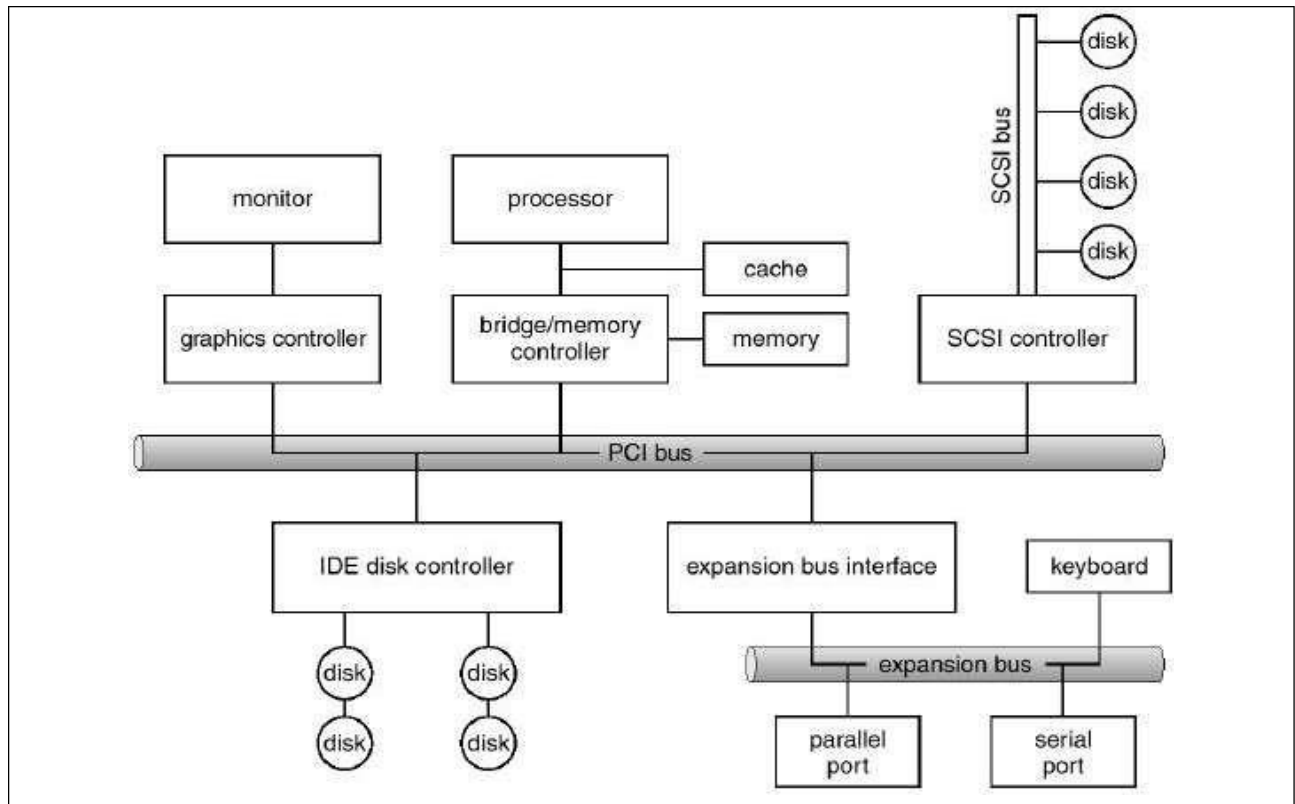 disk
disk
SCSI bus
disk
disk
monitor
processor
cache
graphics controller
bridge/memory
controller
memory
SCSI controller
PCI bus
IDE disk controller
expansion bus interface
keyboard
disk
disk
expansion bus
disk
disk
parallel
port
serial
port